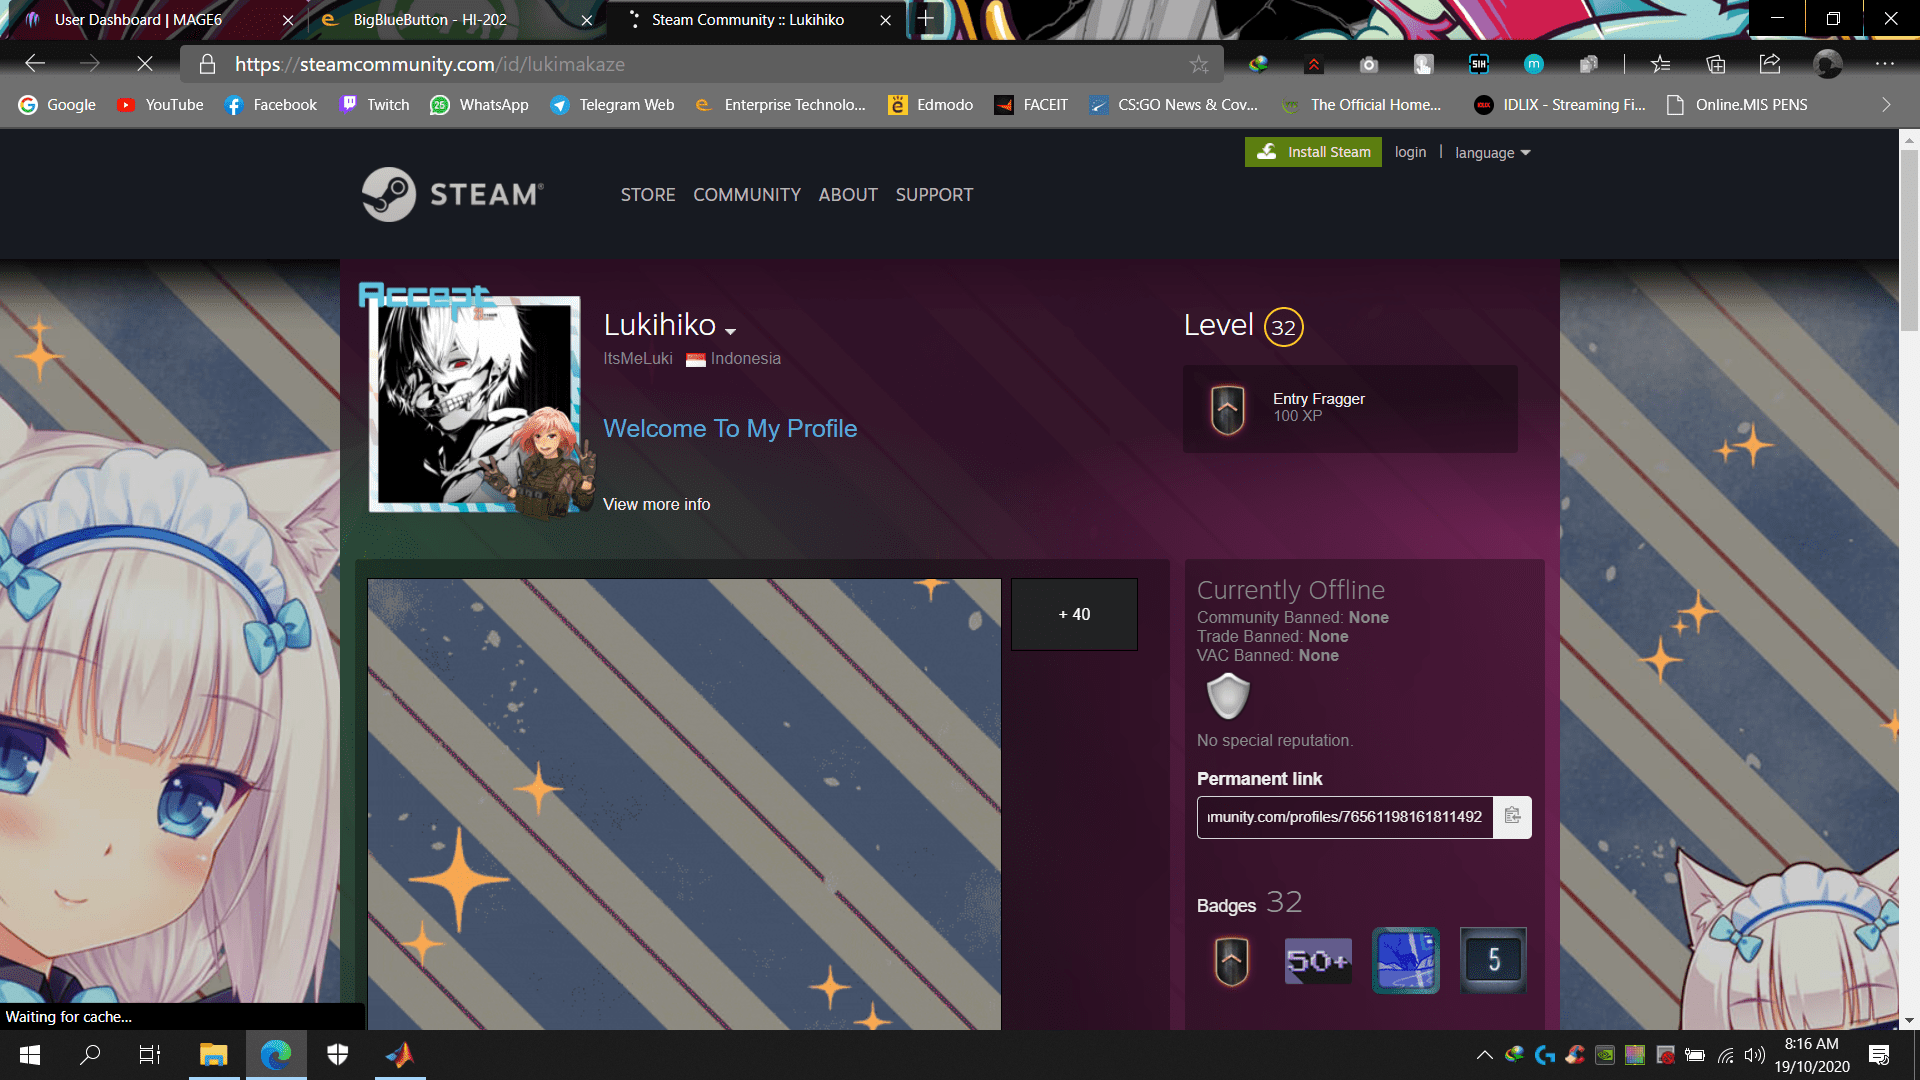 User Dashboard | MAGE6
BigBlueButton - HI-202
Steam Community :: Lukihiko
https://steamcommunity.com/id/lukimakaze
SIH
m
Google
YouTube
Facebook
Twitch
25
WhatsApp
Telegram Web
Enterprise Technolo...
Edmodo
FACEIT
CS:GO News & Cov...
The Official Home...
IDLIX - Streaming Fi...
Online.MIS PENS
Install Steam
login
|
language
STEAM®
STORE
COMMUNITY
ABOUT
SUPPORT
Accept
Lukihiko
ItsMeLuki
Indonesia
Welcome To My Profile
View more info
Level 32
Entry Fragger
100 XP
+ 40
Currently Offline
Community Banned: None
Trade Banned: None
VAC Banned: None
No special reputation.
Permanent link
munity.com/profiles/76561198161811492
Badges 32
50+
5
Waiting for cache...
8:16 AM
19/10/2020